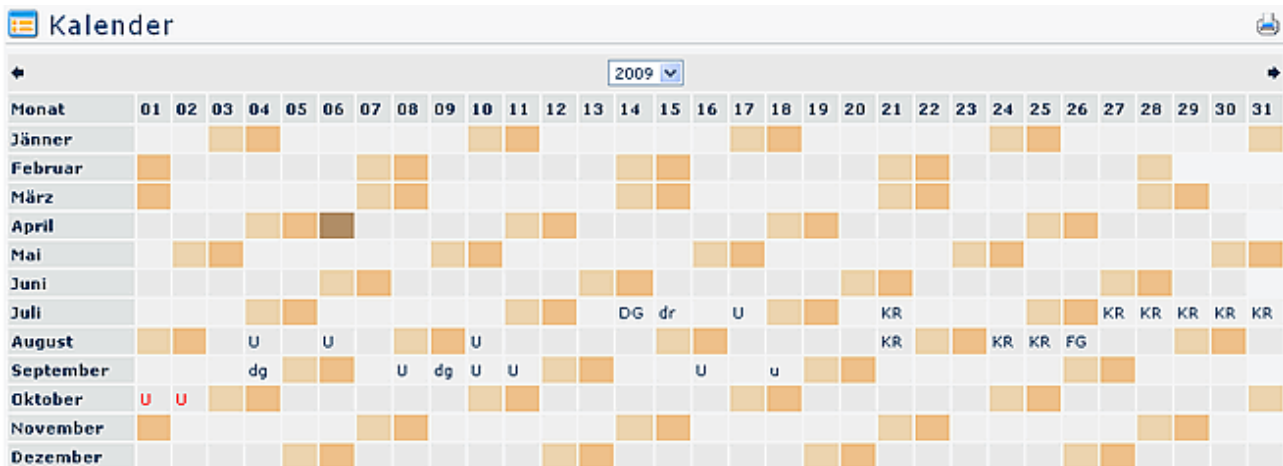 Kalender
2009
Monat 01 02 03 04 05 06 07 08 09 10 11 12 13 14 15 16 17 18 19 20 21 22 23 24 25 26 27 28 29 30 31
Jänner
Februar
März
April
Mai
Juni
Juli DG dr U KR KR KR KR KR KR
August U U U KR KR KR FG
September dg U dg U U U u
Oktober U U
November
Dezember